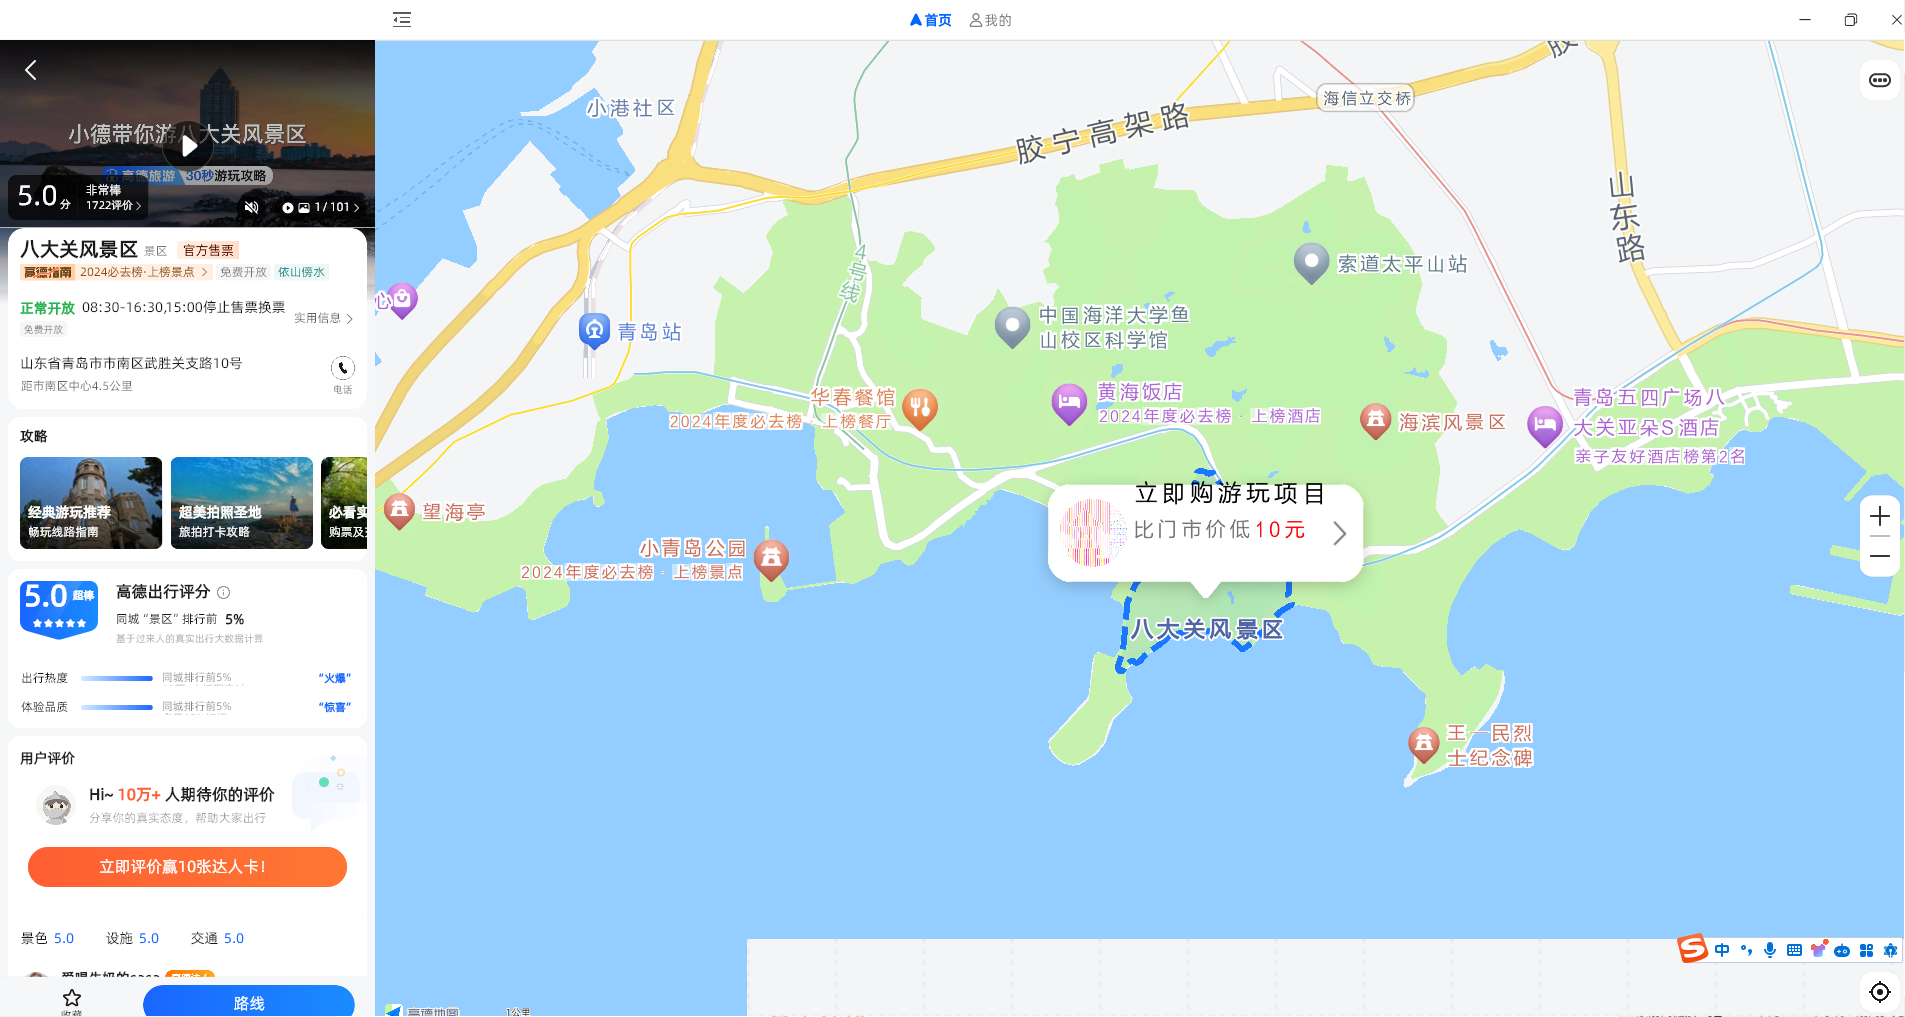 首页
我的
小德带你游八大关风景区
高德旅游 30秒游玩攻略
5.0分
非常棒
1722评价
1 / 101
八大关风景区 景区 官方售票
高德指南 2024必去榜·上榜景点 免费开放 依山傍水
正常开放 08:30-16:30,15:00停止售票换票
免费开放
实用信息
山东省青岛市市南区武胜关支路10号
距市南区中心4.5公里
电话
攻略
经典游玩推荐
畅玩线路指南
超美拍照圣地
旅拍打卡攻略
必看实
购票及
5.0 超棒
高德出行评分
同城“景区”排行前 5%
基于过来人的真实出行大数据计算
出行热度 同城排行前5% “火爆”
体验品质 同城排行前5% “惊喜”
用户评价
Hi~ 10万+ 人期待你的评价
分享你的真实态度，帮助大家出行
立即评价赢10张达人卡!
景色 5.0 设施 5.0 交通 5.0
收藏
路线
小港社区
胶宁高架路
海信立交桥
胶
山东路
4号线
心
青岛站
索道太平山站
中国海洋大学鱼
山校区科学馆
华春餐馆
2024年度必去榜 · 上榜餐厅
黄海饭店
2024年度必去榜 · 上榜酒店
海滨风景区
青岛五四广场八
大关亚朵S酒店
亲子友好酒店榜第2名
望海亭
小青岛公园
2024年度必去榜 · 上榜景点
立即购游玩项目
比门市价低10元
八大关风景区
王一民烈
士纪念碑
中
高德地图
1公里